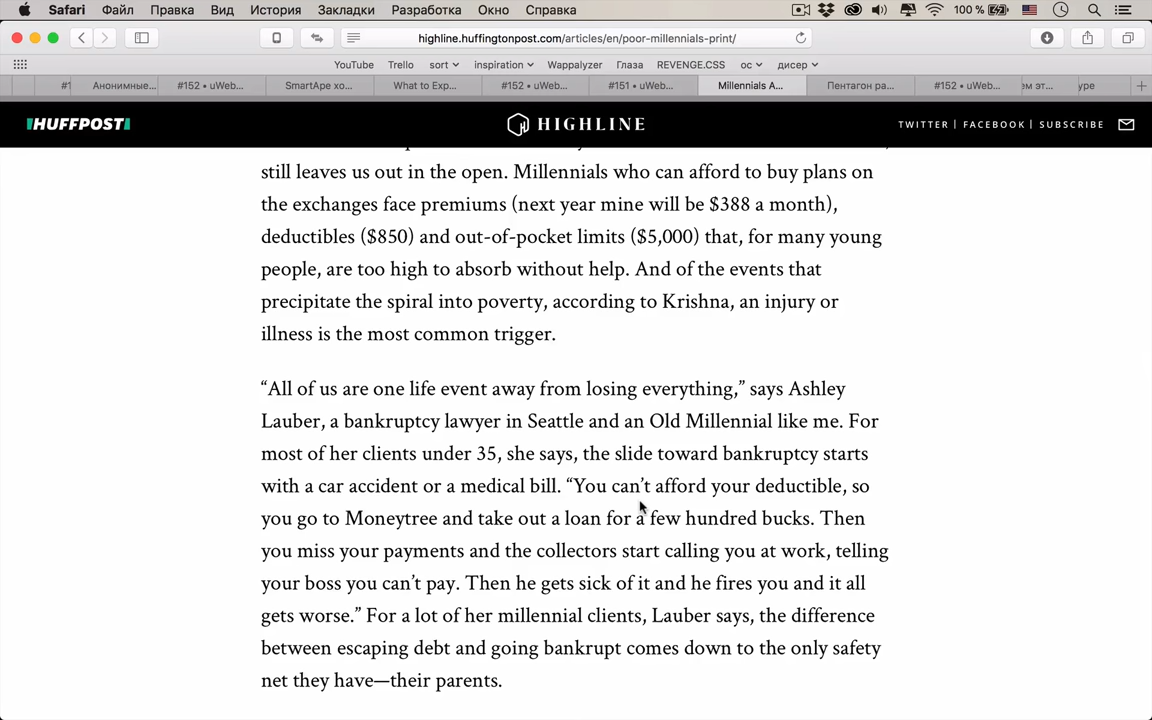 Safari Файл Правка Вид История Закладки Разработка Окно Справка 100 %
highline.huffingtonpost.com/articles/en/poor-millennials-print/
YouTube Trello sort inspiration Wappalyzer Глаза REVENGE.CSS ос дисер
#1 Анонимные... #152 • uWeb... SmartApe хо... What to Exp... #152 • uWeb... #151 • uWeb... Millennials A... Пентагон ра... #152 • uWeb... ем эт... ype
HUFFPOST HIGHLINE TWITTER | FACEBOOK | SUBSCRIBE
still leaves us out in the open. Millennials who can afford to buy plans on
the exchanges face premiums (next year mine will be $388 a month),
deductibles ($850) and out-of-pocket limits ($5,000) that, for many young
people, are too high to absorb without help. And of the events that
precipitate the spiral into poverty, according to Krishna, an injury or
illness is the most common trigger.
“All of us are one life event away from losing everything,” says Ashley
Lauber, a bankruptcy lawyer in Seattle and an Old Millennial like me. For
most of her clients under 35, she says, the slide toward bankruptcy starts
with a car accident or a medical bill. “You can’t afford your deductible, so
you go to Moneytree and take out a loan for a few hundred bucks. Then
you miss your payments and the collectors start calling you at work, telling
your boss you can’t pay. Then he gets sick of it and he fires you and it all
gets worse.” For a lot of her millennial clients, Lauber says, the difference
between escaping debt and going bankrupt comes down to the only safety
net they have—their parents.